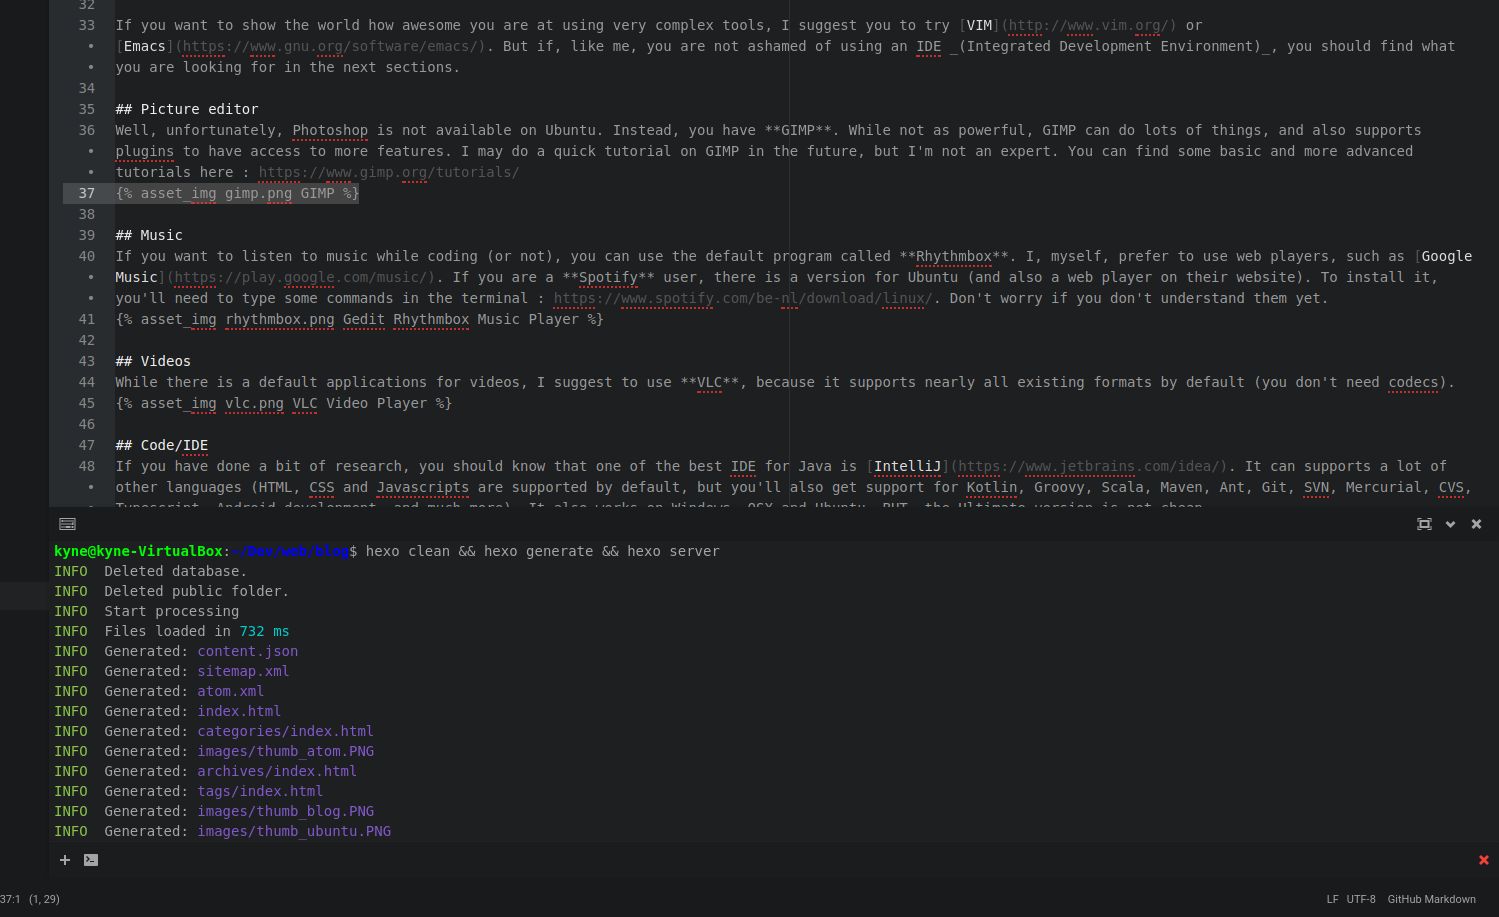 32
33 If you want to show the world how awesome you are at using very complex tools, I suggest you to try [VIM](http://www.vim.org/) or
• [Emacs](https://www.gnu.org/software/emacs/). But if, like me, you are not ashamed of using an IDE _(Integrated Development Environment)_, you should find what
• you are looking for in the next sections.
34
35 ## Picture editor
36 Well, unfortunately, Photoshop is not available on Ubuntu. Instead, you have **GIMP**. While not as powerful, GIMP can do lots of things, and also supports
• plugins to have access to more features. I may do a quick tutorial on GIMP in the future, but I'm not an expert. You can find some basic and more advanced
• tutorials here : https://www.gimp.org/tutorials/
37 {% asset_img gimp.png GIMP %}
38
39 ## Music
40 If you want to listen to music while coding (or not), you can use the default program called **Rhythmbox**. I, myself, prefer to use web players, such as [Google
• Music](https://play.google.com/music/). If you are a **Spotify** user, there is a version for Ubuntu (and also a web player on their website). To install it,
• you'll need to type some commands in the terminal : https://www.spotify.com/be-nl/download/linux/. Don't worry if you don't understand them yet.
41 {% asset_img rhythmbox.png Gedit Rhythmbox Music Player %}
42
43 ## Videos
44 While there is a default applications for videos, I suggest to use **VLC**, because it supports nearly all existing formats by default (you don't need codecs).
45 {% asset_img vlc.png VLC Video Player %}
46
47 ## Code/IDE
48 If you have done a bit of research, you should know that one of the best IDE for Java is [IntelliJ](https://www.jetbrains.com/idea/). It can supports a lot of
• other languages (HTML, CSS and Javascripts are supported by default, but you'll also get support for Kotlin, Groovy, Scala, Maven, Ant, Git, SVN, Mercurial, CVS,
Typescript, Android development, and much more). It also works on Windows, OSX and Ubuntu. BUT, the Ultimate version is not cheap
kyne@kyne-VirtualBox:~/Dev/web/blog$ hexo clean && hexo generate && hexo server
INFO  Deleted database.
INFO  Deleted public folder.
INFO  Start processing
INFO  Files loaded in 732 ms
INFO  Generated: content.json
INFO  Generated: sitemap.xml
INFO  Generated: atom.xml
INFO  Generated: index.html
INFO  Generated: categories/index.html
INFO  Generated: images/thumb_atom.PNG
INFO  Generated: archives/index.html
INFO  Generated: tags/index.html
INFO  Generated: images/thumb_blog.PNG
INFO  Generated: images/thumb_ubuntu.PNG
37:1 (1, 29) LF UTF-8 GitHub Markdown